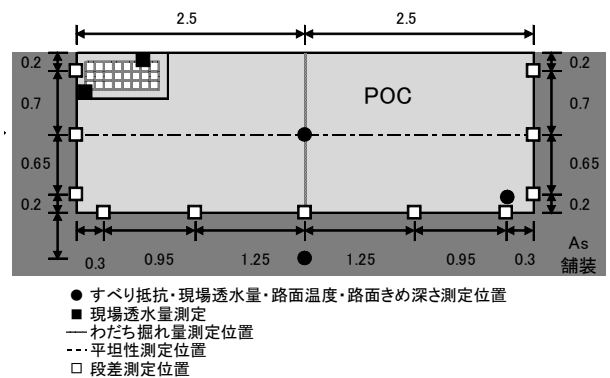 2.5 2.5
0.2 0.2
0.7 POC 0.7
0.65 0.65
0.2 0.2
0.3 0.95 1.25 1.25 0.95 0.3
As
舗装
● すべり抵抗・現場透水量・路面温度・路面きめ深さ測定位置
■ 現場透水量測定
わだち掘れ量測定位置
平坦性測定位置
□ 段差測定位置